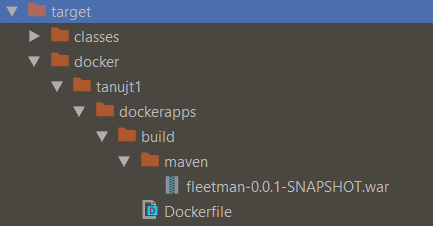 target
classes
docker
tanujt1
dockerapps
build
maven
fleetman-0.0.1-SNAPSHOT.war
Dockerfile